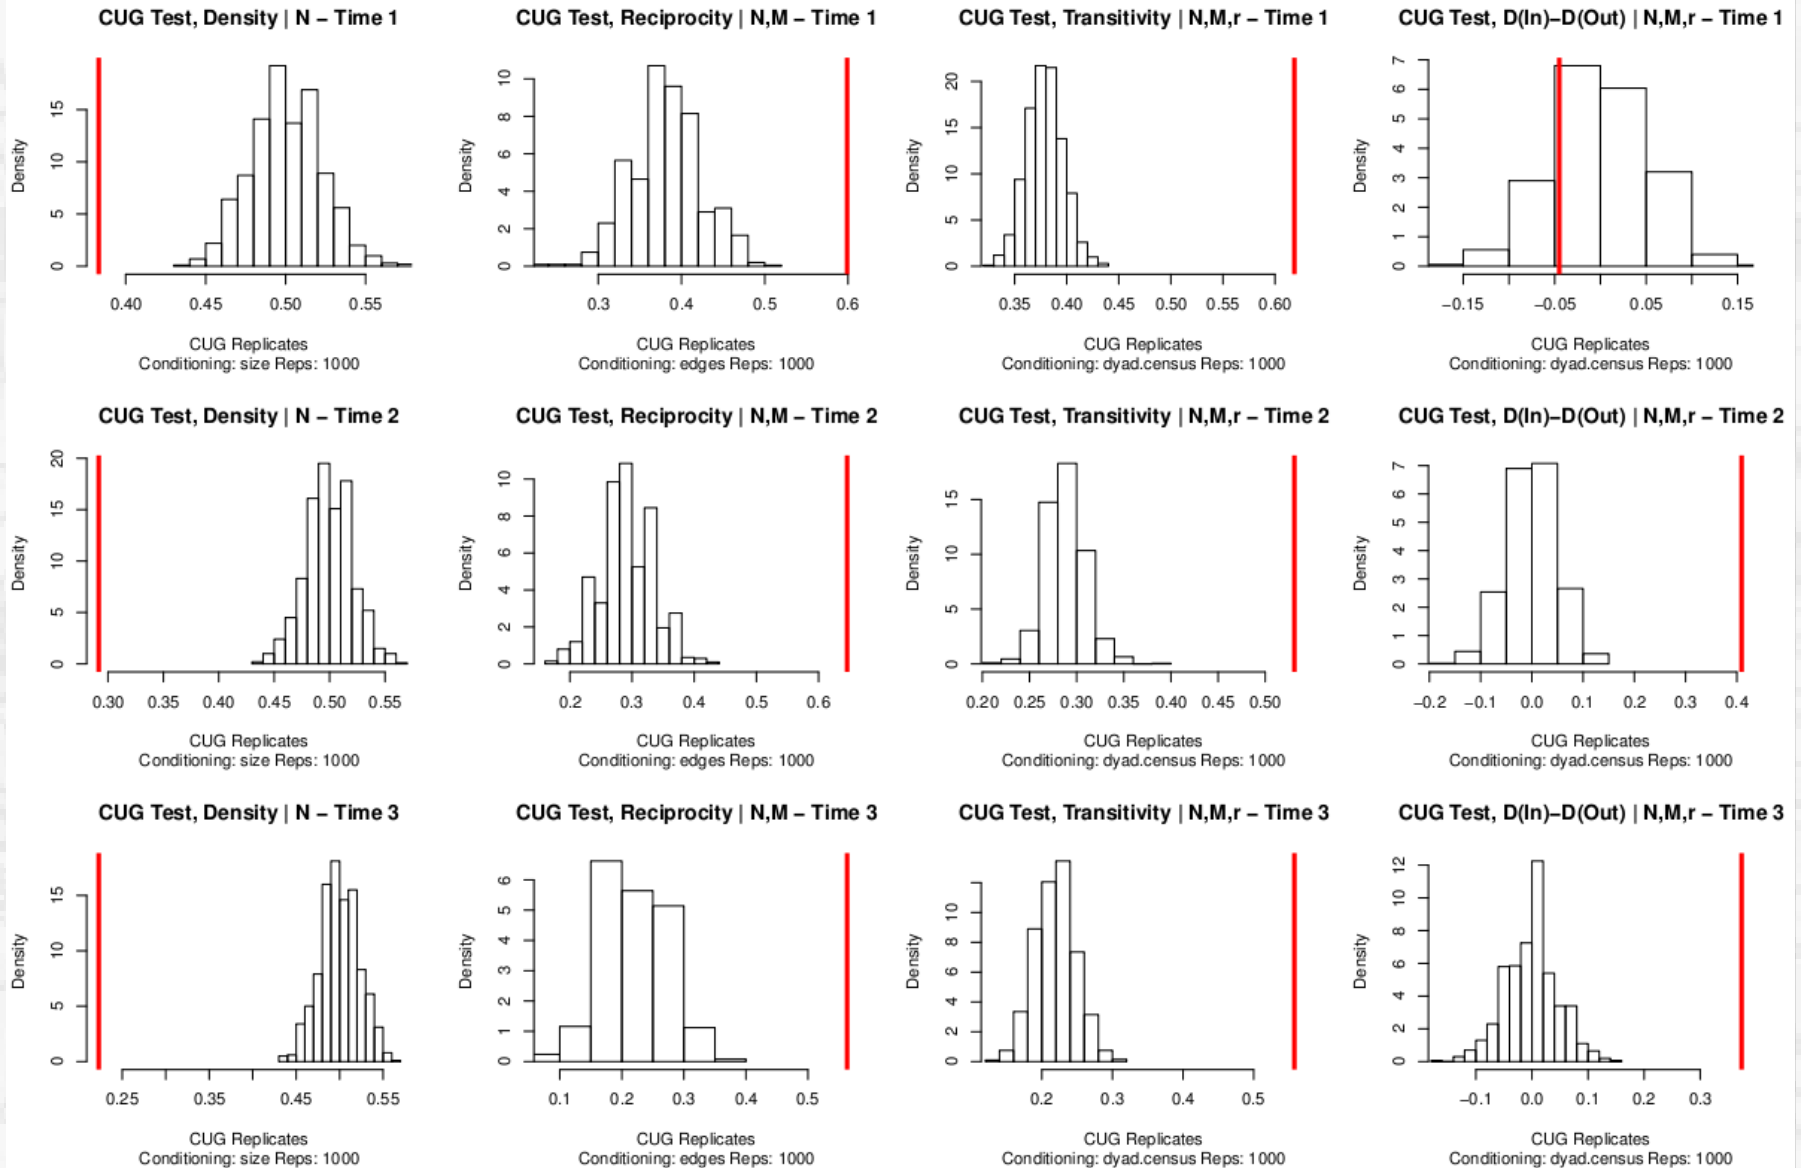 CUG Test, Density | N – Time 1
Density
0 5 10 15
0.40 0.45 0.50 0.55
CUG Replicates
Conditioning: size Reps: 1000
CUG Test, Reciprocity | N,M – Time 1
Density
0 2 4 6 8 10
0.3 0.4 0.5 0.6
CUG Replicates
Conditioning: edges Reps: 1000
CUG Test, Transitivity | N,M,r – Time 1
Density
0 5 10 15 20
0.35 0.40 0.45 0.50 0.55 0.60
CUG Replicates
Conditioning: dyad.census Reps: 1000
CUG Test, D(In)–D(Out) | N,M,r – Time 1
Density
0 1 2 3 4 5 6 7
−0.15 −0.05 0.05 0.15
CUG Replicates
Conditioning: dyad.census Reps: 1000
CUG Test, Density | N – Time 2
Density
0 5 10 15 20
0.30 0.35 0.40 0.45 0.50 0.55
CUG Replicates
Conditioning: size Reps: 1000
CUG Test, Reciprocity | N,M – Time 2
Density
0 2 4 6 8 10
0.2 0.3 0.4 0.5 0.6
CUG Replicates
Conditioning: edges Reps: 1000
CUG Test, Transitivity | N,M,r – Time 2
Density
0 5 10 15
0.20 0.25 0.30 0.35 0.40 0.45 0.50
CUG Replicates
Conditioning: dyad.census Reps: 1000
CUG Test, D(In)–D(Out) | N,M,r – Time 2
Density
0 1 2 3 4 5 6 7
−0.2 −0.1 0.0 0.1 0.2 0.3 0.4
CUG Replicates
Conditioning: dyad.census Reps: 1000
CUG Test, Density | N – Time 3
Density
0 5 10 15
0.25 0.35 0.45 0.55
CUG Replicates
Conditioning: size Reps: 1000
CUG Test, Reciprocity | N,M – Time 3
Density
0 1 2 3 4 5 6
0.1 0.2 0.3 0.4 0.5
CUG Replicates
Conditioning: edges Reps: 1000
CUG Test, Transitivity | N,M,r – Time 3
Density
0 2 4 6 8 10
0.2 0.3 0.4 0.5
CUG Replicates
Conditioning: dyad.census Reps: 1000
CUG Test, D(In)–D(Out) | N,M,r – Time 3
Density
0 2 4 6 8 10 12
−0.1 0.0 0.1 0.2 0.3
CUG Replicates
Conditioning: dyad.census Reps: 1000